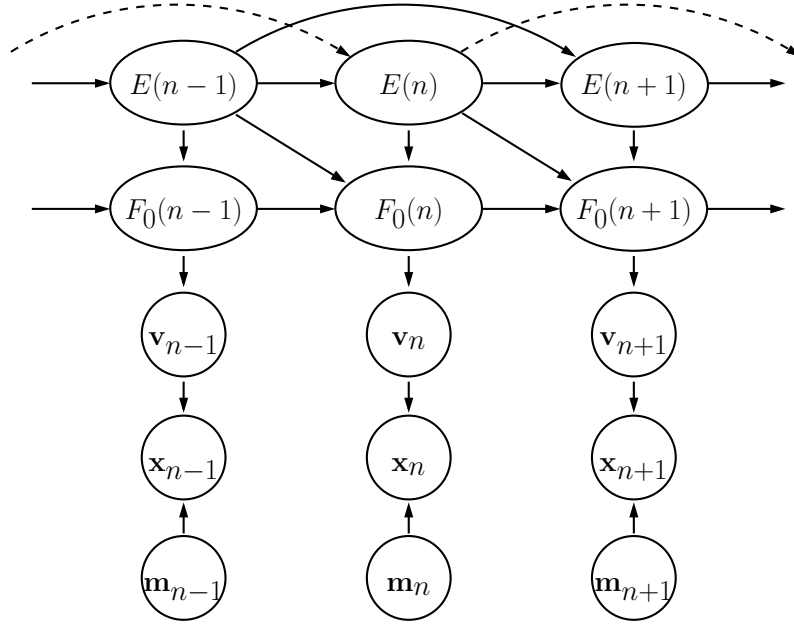 E(n − 1) E(n) E(n + 1)
F₀(n − 1) F₀(n) F₀(n + 1)
vₙ₋₁ vₙ vₙ₊₁
xₙ₋₁ xₙ xₙ₊₁
mₙ₋₁ mₙ mₙ₊₁